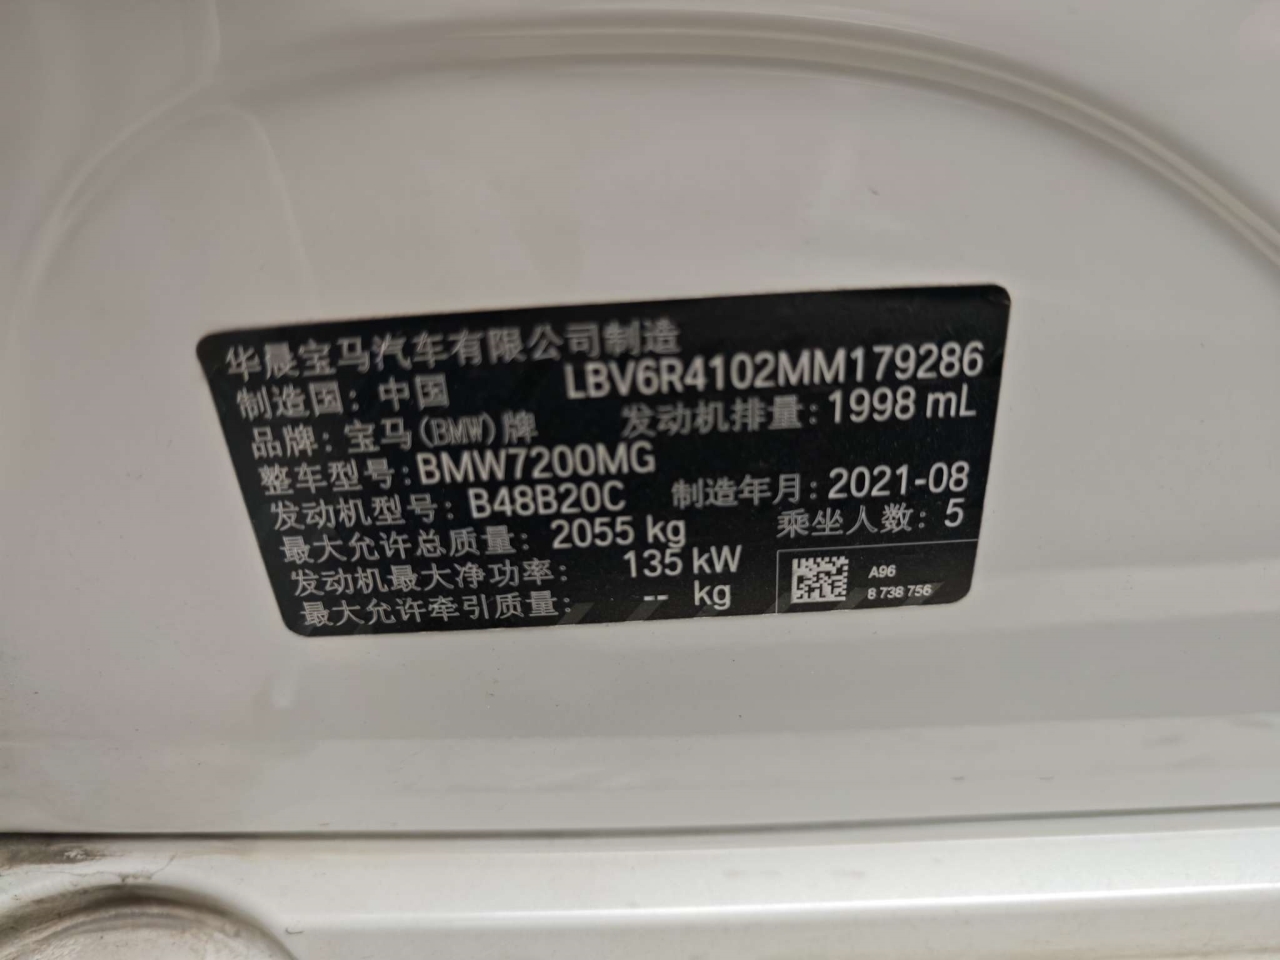 华晨宝马汽车有限公司制造
制造国：中国 LBV6R4102MM179286
品牌：宝马(BMW)牌 发动机排量：1998 mL
整车型号：BMW7200MG
发动机型号：B48B20C 制造年月：2021-08
最大允许总质量：2055 kg 乘坐人数：5
发动机最大净功率：135 kW
最大允许牵引质量：-- kg
A96
8 738 756